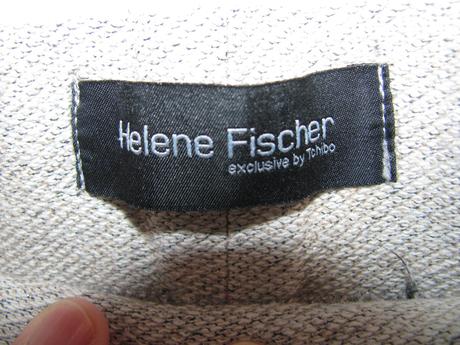 Helene Fischer
exclusive by Tchibo